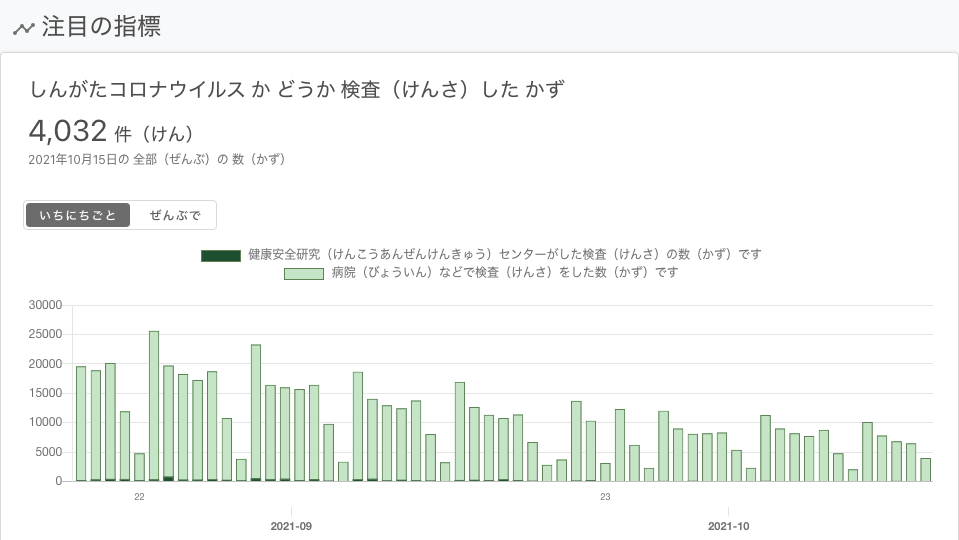 注目の指標
しんがたコロナウイルス か どうか 検査（けんさ）した かず
4,032 件（けん）
2021年10月15日の 全部（ぜんぶ）の 数（かず）
いちにちごと ぜんぶで
健康安全研究（けんこうあんぜんけんきゅう）センターがした検査（けんさ）の数（かず）です
病院（びょういん）などで検査（けんさ）をした数（かず）です
30000
25000
20000
15000
10000
5000
0
22 23
2021-09 2021-10